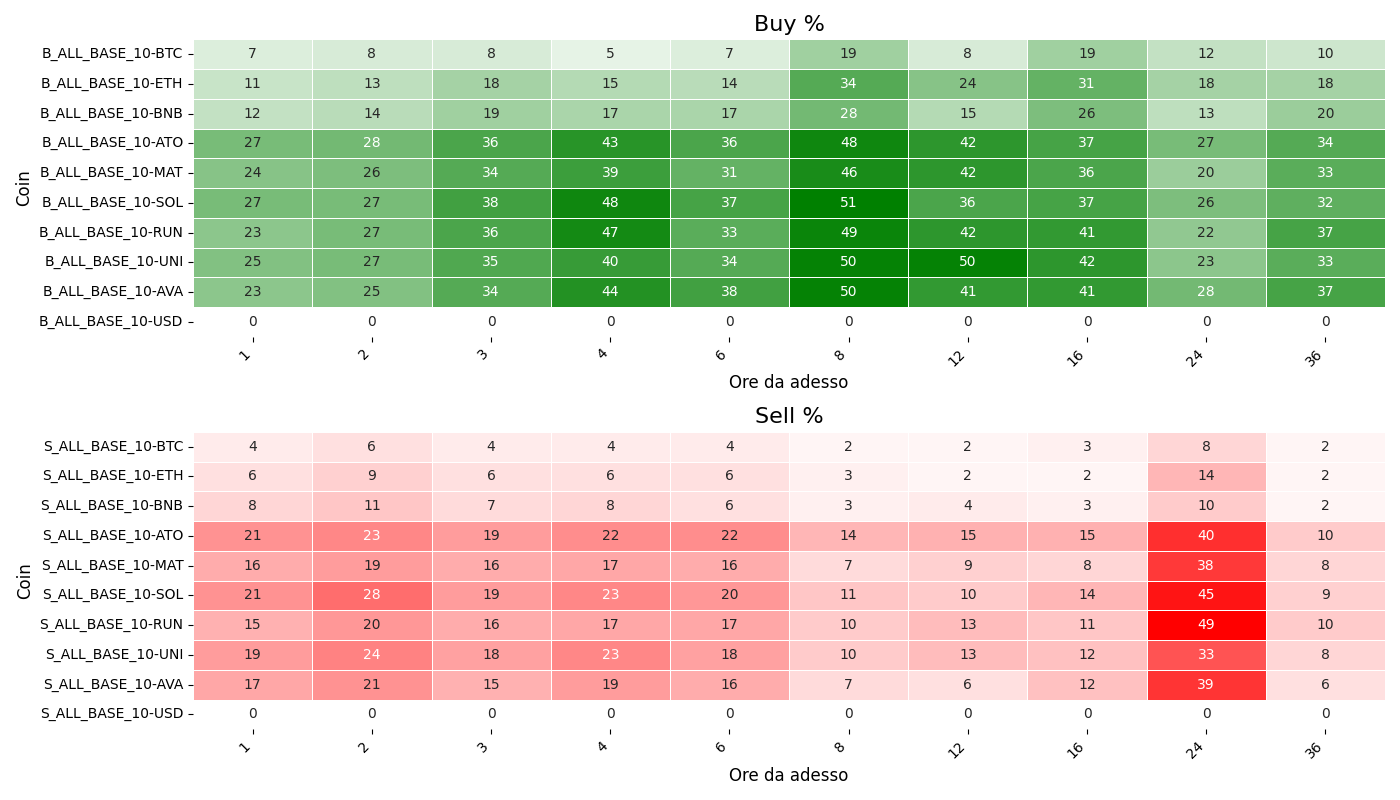 Buy %
Coin
B_ALL_BASE_10-BTC 7 8 8 5 7 19 8 19 12 10
B_ALL_BASE_10-ETH 11 13 18 15 14 34 24 31 18 18
B_ALL_BASE_10-BNB 12 14 19 17 17 28 15 26 13 20
B_ALL_BASE_10-ATO 27 28 36 43 36 48 42 37 27 34
B_ALL_BASE_10-MAT 24 26 34 39 31 46 42 36 20 33
B_ALL_BASE_10-SOL 27 27 38 48 37 51 36 37 26 32
B_ALL_BASE_10-RUN 23 27 36 47 33 49 42 41 22 37
B_ALL_BASE_10-UNI 25 27 35 40 34 50 50 42 23 33
B_ALL_BASE_10-AVA 23 25 34 44 38 50 41 41 28 37
B_ALL_BASE_10-USD 0 0 0 0 0 0 0 0 0 0
1 2 3 4 6 8 12 16 24 36
Ore da adesso
Sell %
Coin
S_ALL_BASE_10-BTC 4 6 4 4 4 2 2 3 8 2
S_ALL_BASE_10-ETH 6 9 6 6 6 3 2 2 14 2
S_ALL_BASE_10-BNB 8 11 7 8 6 3 4 3 10 2
S_ALL_BASE_10-ATO 21 23 19 22 22 14 15 15 40 10
S_ALL_BASE_10-MAT 16 19 16 17 16 7 9 8 38 8
S_ALL_BASE_10-SOL 21 28 19 23 20 11 10 14 45 9
S_ALL_BASE_10-RUN 15 20 16 17 17 10 13 11 49 10
S_ALL_BASE_10-UNI 19 24 18 23 18 10 13 12 33 8
S_ALL_BASE_10-AVA 17 21 15 19 16 7 6 12 39 6
S_ALL_BASE_10-USD 0 0 0 0 0 0 0 0 0 0
1 2 3 4 6 8 12 16 24 36
Ore da adesso